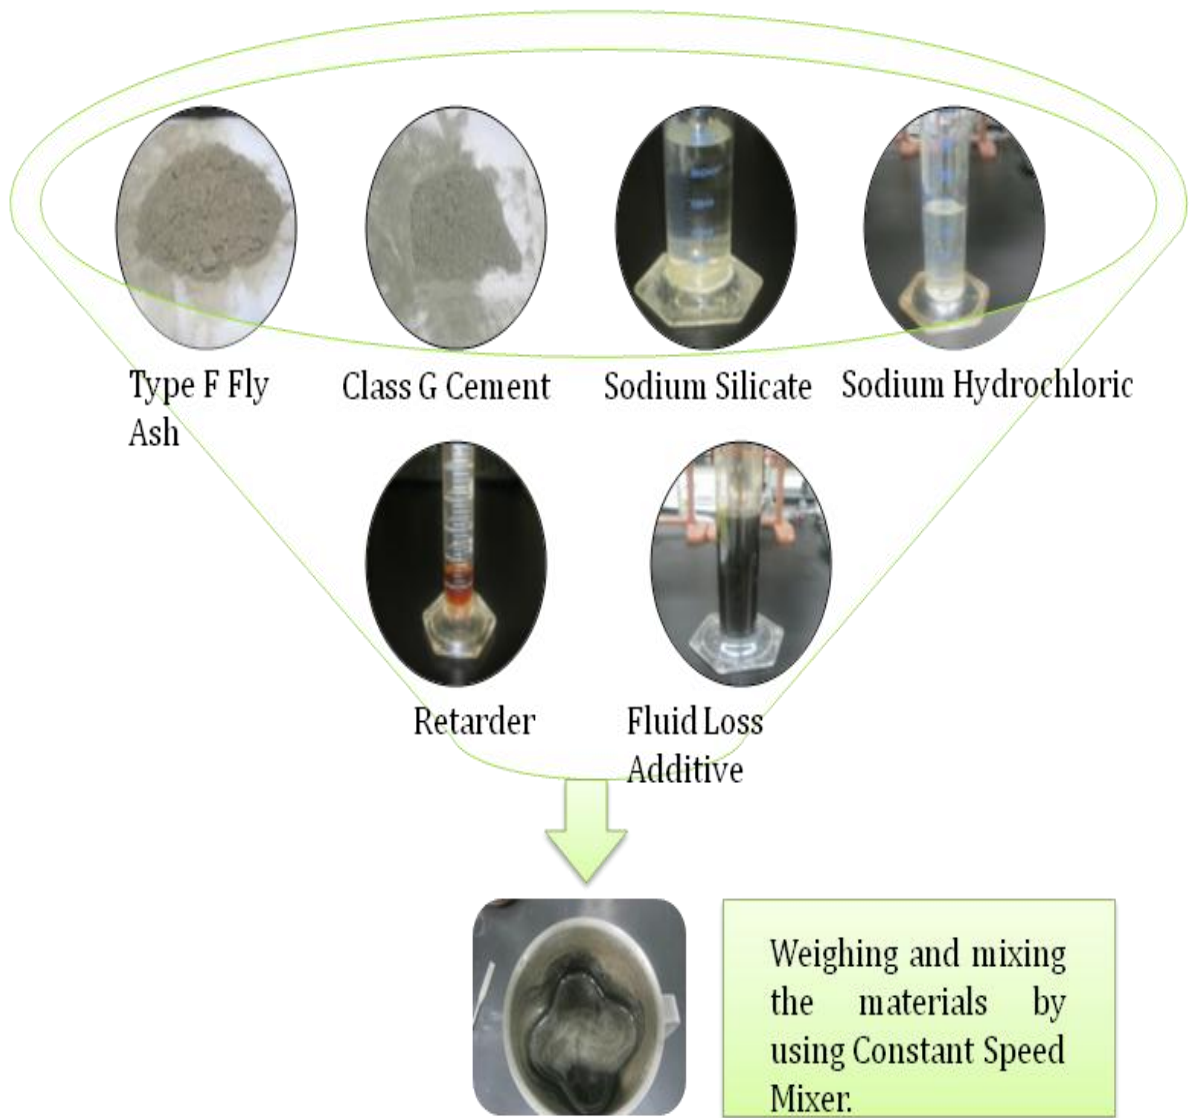 Type F Fly
Ash
Class G Cement
Sodium Silicate
Sodium Hydrochloric
Retarder
Fluid Loss
Additive
Weighing and mixing
the materials by
using Constant Speed
Mixer.